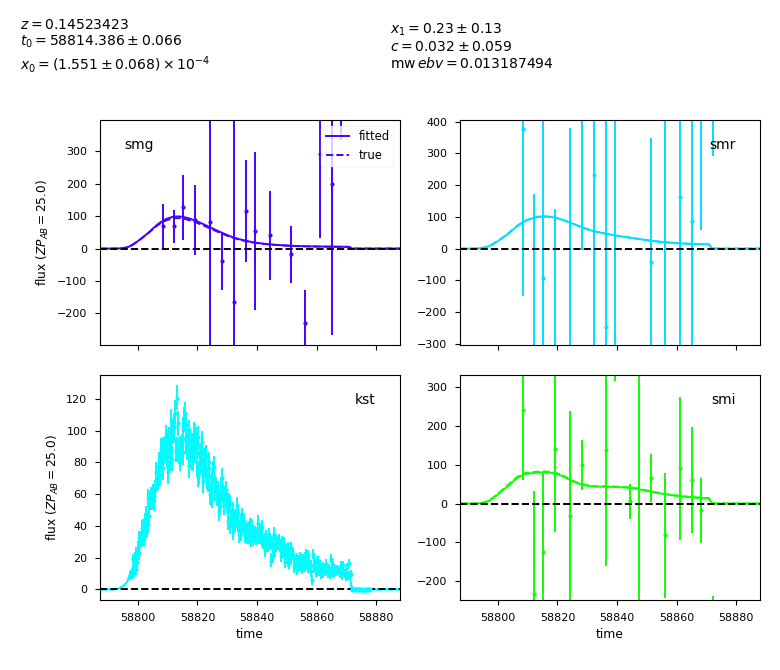 z = 0.14523423
t₀ = 58814.386 ± 0.066
x₀ = (1.551 ± 0.068) × 10⁻⁴
x₁ = 0.23 ± 0.13
c = 0.032 ± 0.059
mw ebv = 0.013187494
smg
fitted
true
300
200
100
0
−100
−200
flux (ZP_AB = 25.0)
smr
400
300
200
100
0
−100
−200
−300
kst
120
100
80
60
40
20
0
flux (ZP_AB = 25.0)
58800 58820 58840 58860 58880
time
smi
300
200
100
0
−100
−200
58800 58820 58840 58860 58880
time